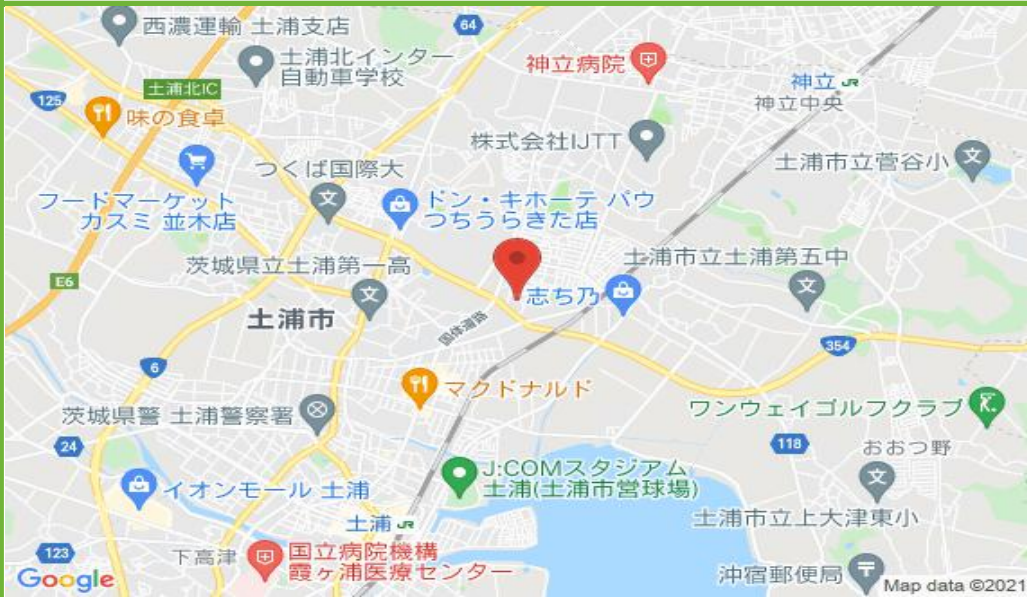 西濃運輸 土浦支店
64
土浦北インター
自動車学校
神立病院
神立 JR
神立中央
土浦北IC
125
味の食卓
株式会社IJTT
土浦市立菅谷小
つくば国際大
フードマーケット
カスミ 並木店
ドン・キホーテ パウ
つちうらきた店
土浦市立土浦第五中
茨城県立土浦第一高
E6
志ち乃
土浦市
国体道路
354
6
マクドナルド
ワンウェイゴルフクラブ
茨城県警 土浦警察署
24
118
おおつ野
J:COMスタジアム
土浦(土浦市営球場)
イオンモール 土浦
土浦 JR
土浦市立上大津東小
123
下高津
国立病院機構
霞ヶ浦医療センター
沖宿郵便局
Google
Map data ©2021